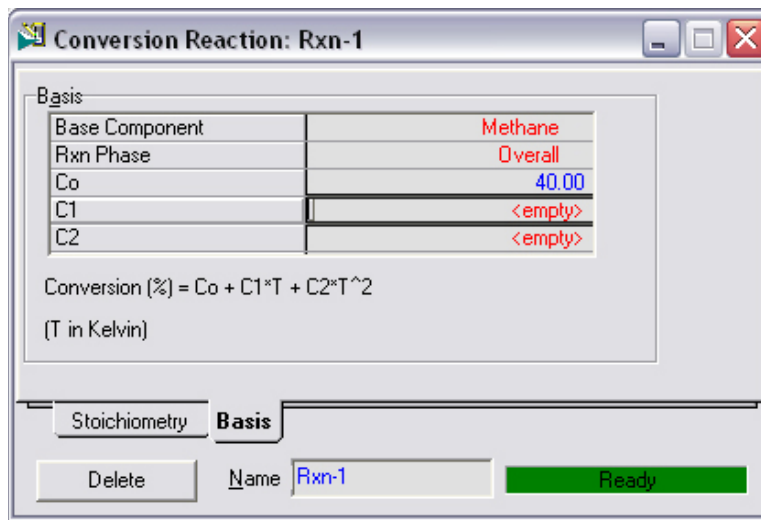 Conversion Reaction: Rxn-1
Basis
Base Component Methane
Rxn Phase Overall
Co 40.00
C1 <empty>
C2 <empty>
Conversion (%) = Co + C1*T + C2*T^2
(T in Kelvin)
Stoichiometry Basis
Delete Name Rxn-1 Ready